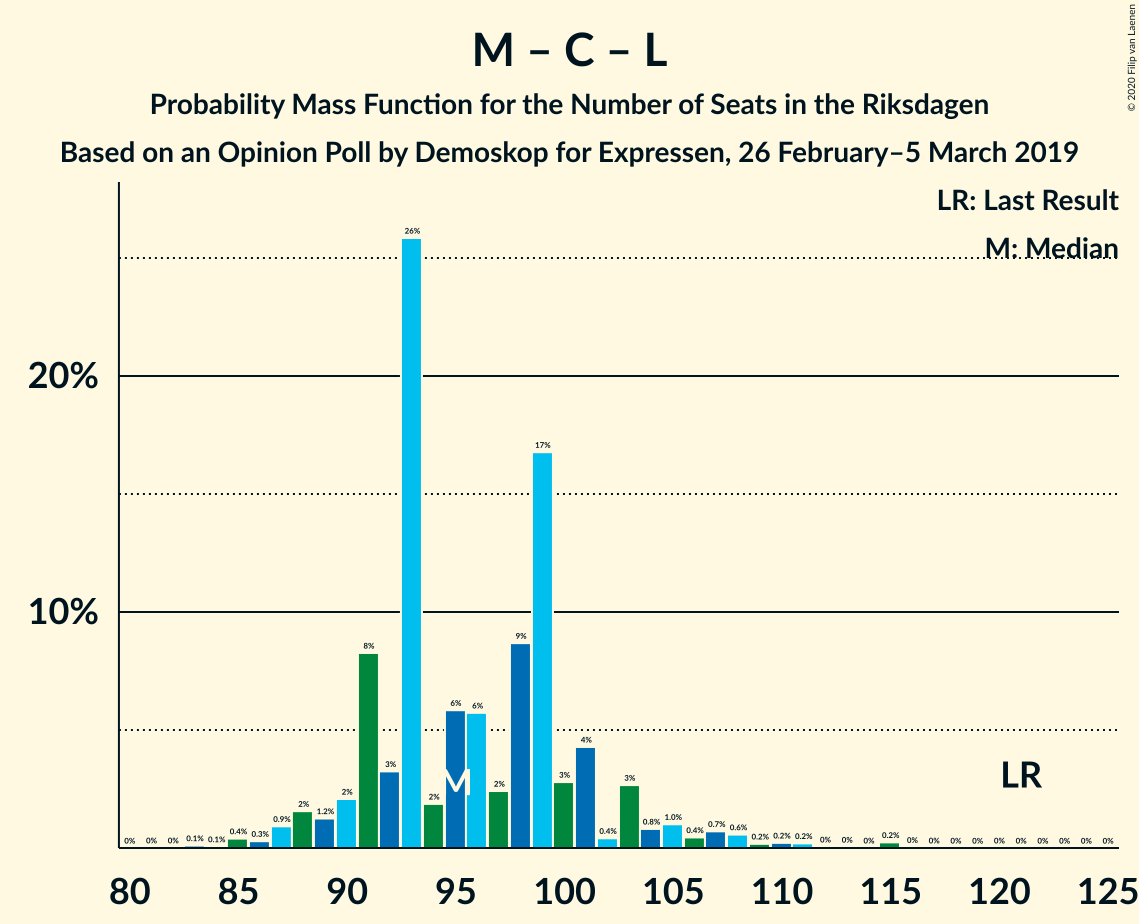 M – C – L
Probability Mass Function for the Number of Seats in the Riksdagen
Based on an Opinion Poll by Demoskop for Expressen, 26 February–5 March 2019
© 2020 Filip van Laenen
LR: Last Result
M: Median
20%
10%
0% 0% 0% 0.1% 0.1% 0.4% 0.3% 0.9% 2% 1.2% 2% 8% 3% 26% 2% 6% 6% 2% 9% 17% 3% 4% 0.4% 3% 0.8% 1.0% 0.4% 0.7% 0.6% 0.2% 0.2% 0.2% 0% 0% 0% 0.2% 0% 0% 0% 0% 0% 0% 0% 0% 0% 0%
M
LR
80 85 90 95 100 105 110 115 120 125